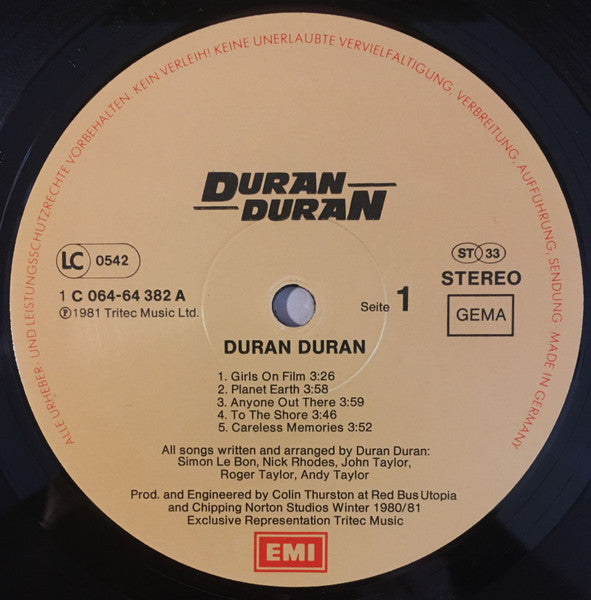 ALLE URHEBER- UND LEISTUNGSSCHUTZRECHTE VORBEHALTEN. KEIN VERLEIH! KEINE UNERLAUBTE VERVIELFÄLTIGUNG, VERBREITUNG, AUFFÜHRUNG, SENDUNG. MADE IN GERMANY
DURAN
DURAN
LC 0542
ST 33
STEREO
1 C 064-64 382 A
℗1981 Tritec Music Ltd.
Seite 1
GEMA
DURAN DURAN
1. Girls On Film 3:26
2. Planet Earth 3:58
3. Anyone Out There 3:59
4. To The Shore 3:46
5. Careless Memories 3:52
All songs written and arranged by Duran Duran:
Simon Le Bon, Nick Rhodes, John Taylor,
Roger Taylor, Andy Taylor
Prod. and Engineered by Colin Thurston at Red Bus Utopia
and Chipping Norton Studios Winter 1980/81
Exclusive Representation Tritec Music
EMI